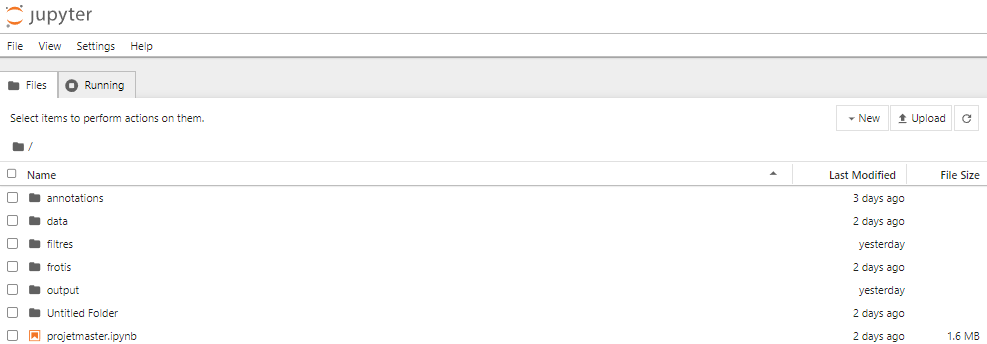 jupyter
File View Settings Help
Files Running
Select items to perform actions on them.
New Upload
/
Name Last Modified File Size
annotations 3 days ago
data 2 days ago
filtres yesterday
frotis 2 days ago
output yesterday
Untitled Folder 2 days ago
projetmaster.ipynb 2 days ago 1.6 MB